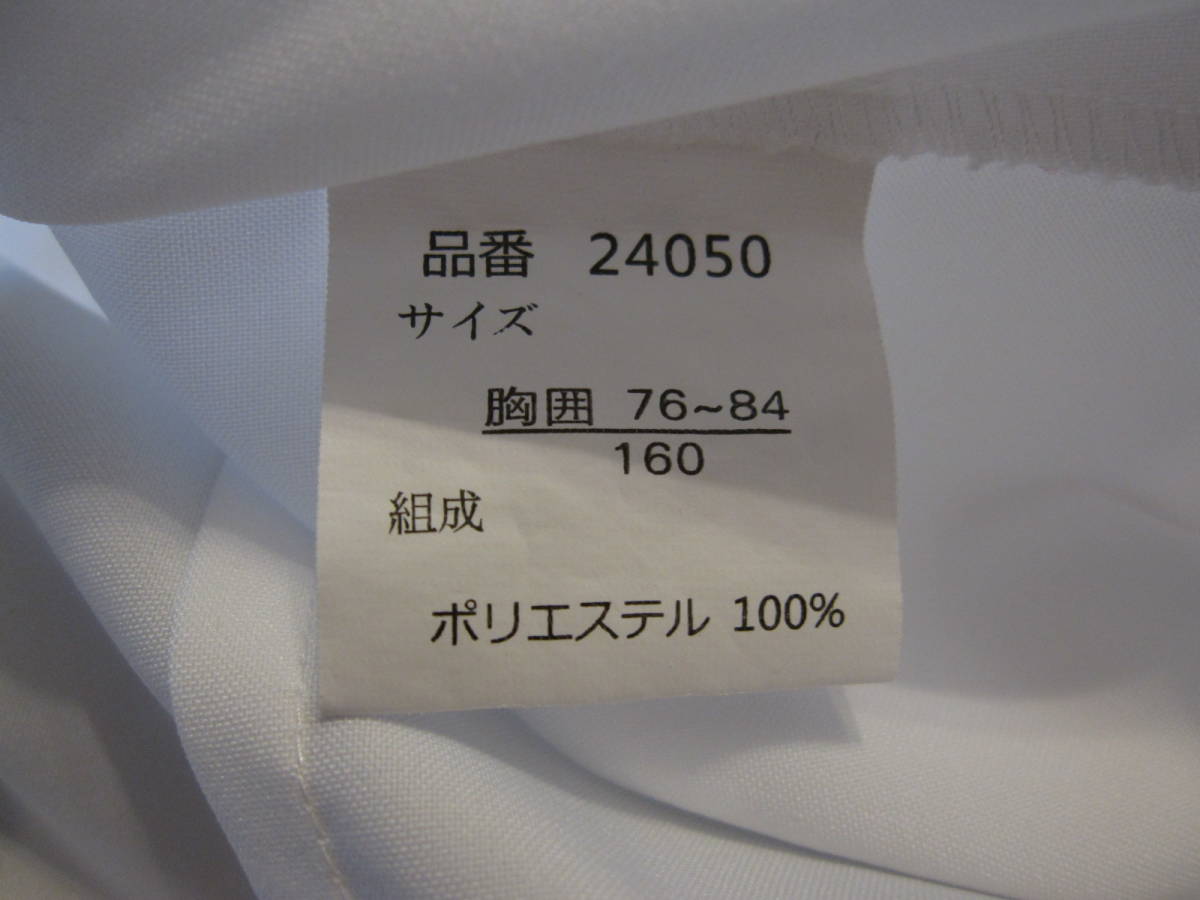 品番 24050
サイズ
胸囲 76~84
160
組成
ポリエステル 100%